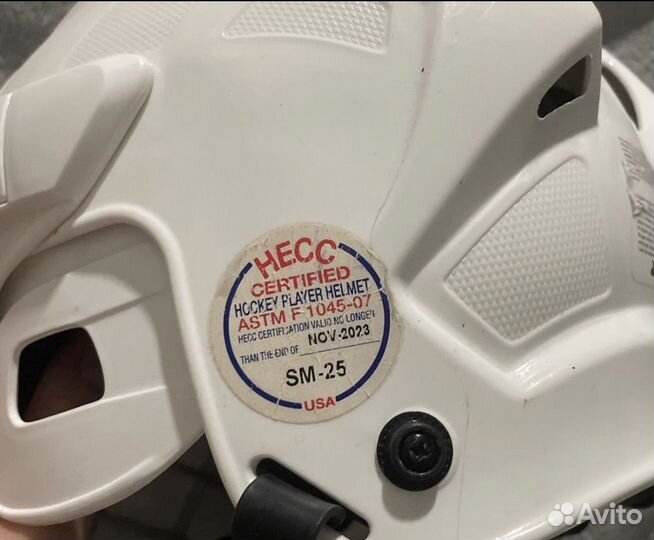 HECC
CERTIFIED
HOCKEY PLAYER HELMET
ASTM F 1045-07
HECC CERTIFICATION VALID NO LONGER
THAN THE END OF NOV-2023
SM-25
USA
Avito